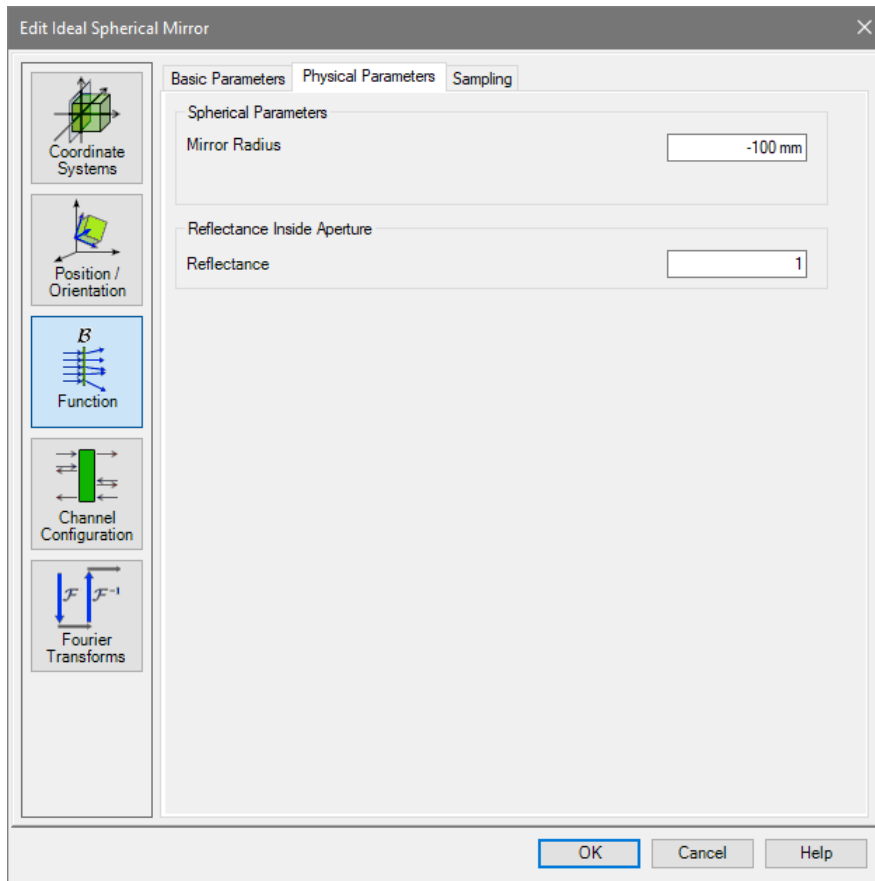 Edit Ideal Spherical Mirror
Coordinate
Systems
Position /
Orientation
B
Function
Channel
Configuration
F F⁻¹
Fourier
Transforms
Basic Parameters Physical Parameters Sampling
Spherical Parameters
Mirror Radius -100 mm
Reflectance Inside Aperture
Reflectance 1
OK Cancel Help